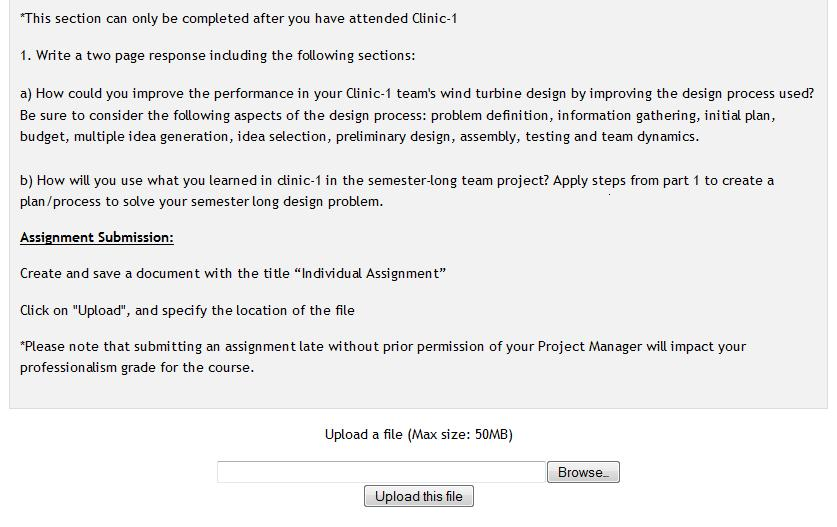 *This section can only be completed after you have attended Clinic-1
1. Write a two page response including the following sections:
a) How could you improve the performance in your Clinic-1 team's wind turbine design by improving the design process used?
Be sure to consider the following aspects of the design process: problem definition, information gathering, initial plan,
budget, multiple idea generation, idea selection, preliminary design, assembly, testing and team dynamics.
b) How will you use what you learned in clinic-1 in the semester-long team project? Apply steps from part 1 to create a
plan/process to solve your semester long design problem.
Assignment Submission:
Create and save a document with the title “Individual Assignment”
Click on "Upload", and specify the location of the file
*Please note that submitting an assignment late without prior permission of your Project Manager will impact your
professionalism grade for the course.
Upload a file (Max size: 50MB)
Browse...
Upload this file